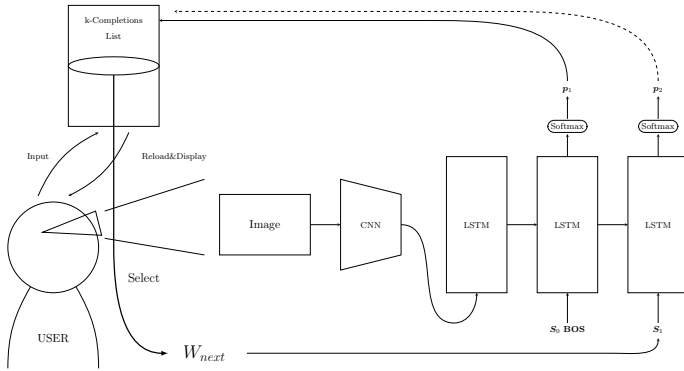 k-Completions
List
p₁
p₂
Softmax
Softmax
Input
Reload&Display
Image
CNN
LSTM
LSTM
LSTM
Select
USER
S₀ BOS
S₁
W_next